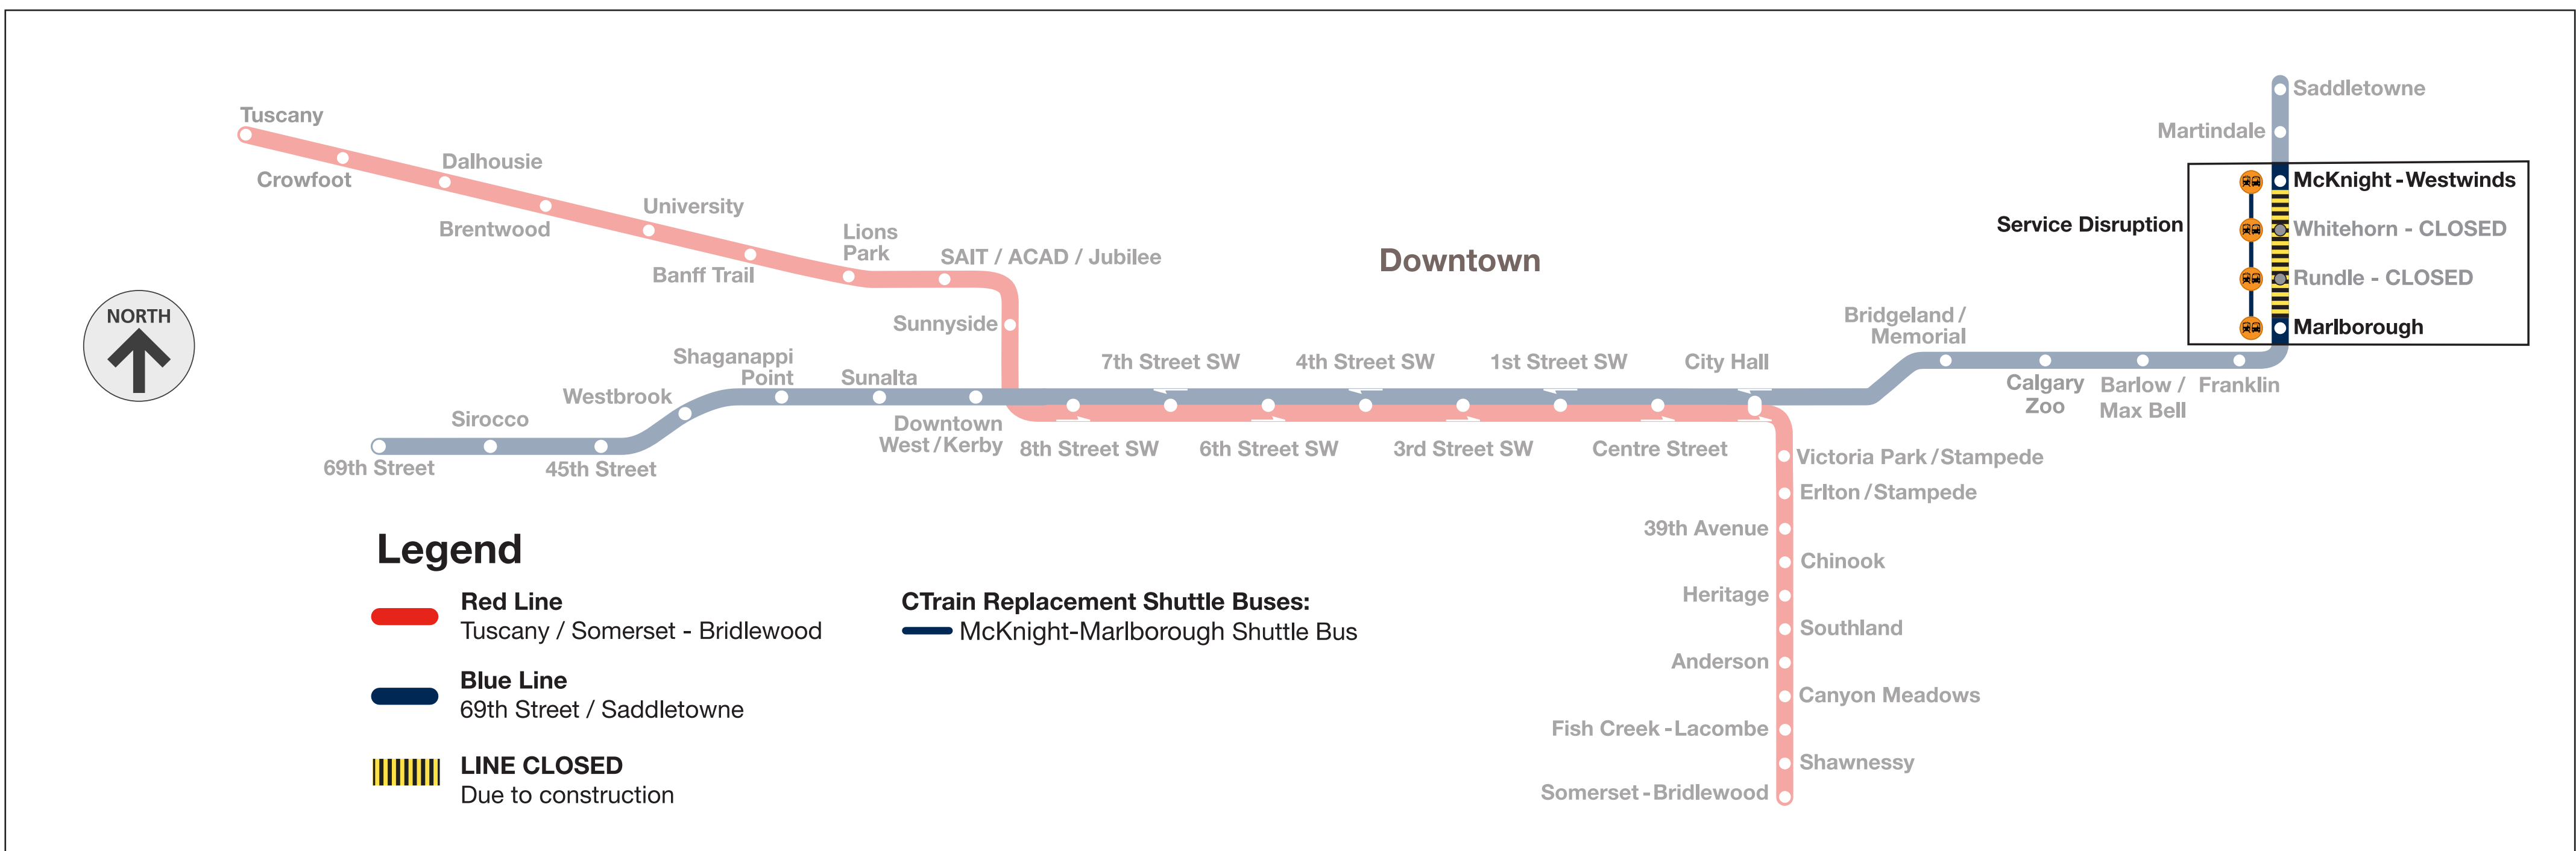 Saddletowne
Tuscany
Martindale
Dalhousie
Crowfoot
McKnight-Westwinds
University
Service Disruption
Brentwood
Whitehorn - CLOSED
Lions
Park
SAIT / ACAD / Jubilee
Downtown
Banff Trail
Rundle - CLOSED
NORTH
Sunnyside
Bridgeland /
Memorial
Marlborough
Shaganappi
Point
Sunalta
7th Street SW
4th Street SW
1st Street SW
City Hall
Westbrook
Calgary
Zoo
Barlow /
Max Bell
Franklin
Sirocco
Downtown
West / Kerby
8th Street SW
6th Street SW
3rd Street SW
Centre Street
69th Street
45th Street
Victoria Park / Stampede
Erlton / Stampede
39th Avenue
Chinook
Heritage
Southland
Anderson
Canyon Meadows
Fish Creek - Lacombe
Shawnessy
Somerset - Bridlewood
Legend
Red Line
Tuscany / Somerset - Bridlewood
Blue Line
69th Street / Saddletowne
LINE CLOSED
Due to construction
CTrain Replacement Shuttle Buses:
McKnight-Marlborough Shuttle Bus